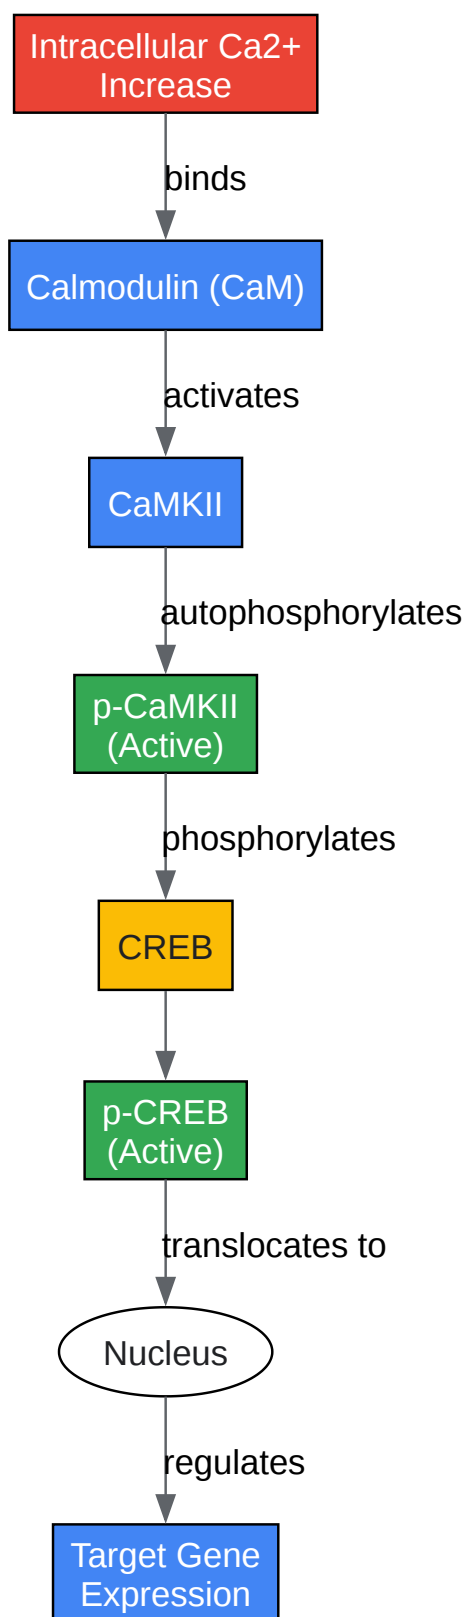 Intracellular Ca2+
Increase
binds
Calmodulin (CaM)
activates
CaMKII
autophosphorylates
p-CaMKII
(Active)
phosphorylates
CREB
p-CREB
(Active)
translocates to
Nucleus
regulates
Target Gene
Expression